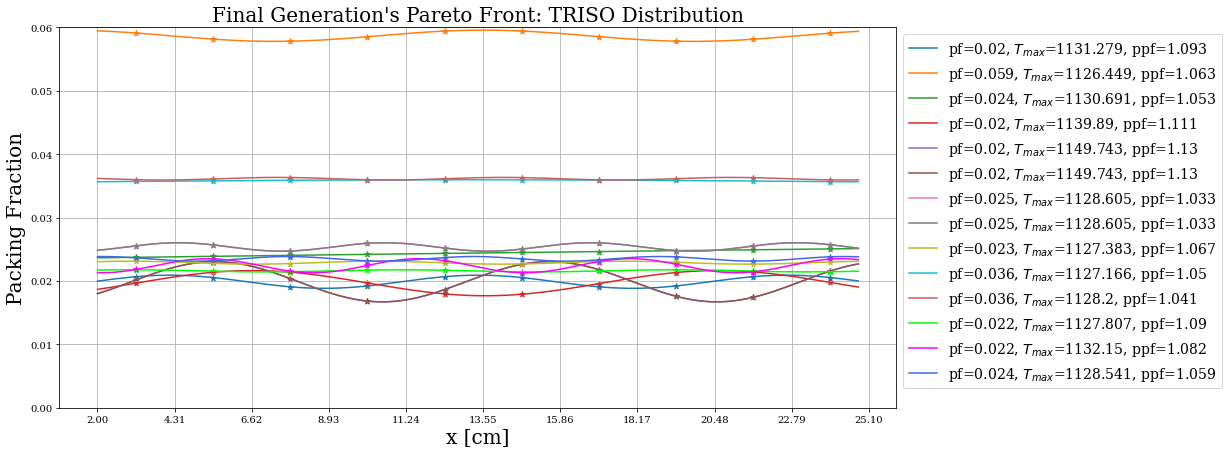 Final Generation's Pareto Front: TRISO Distribution
Packing Fraction
0.06
0.05
0.04
0.03
0.02
0.01
0.00
2.00 4.31 6.62 8.93 11.24 13.55 15.86 18.17 20.48 22.79 25.10
x [cm]
pf=0.02, T_max=1131.279, ppf=1.093
pf=0.059, T_max=1126.449, ppf=1.063
pf=0.024, T_max=1130.691, ppf=1.053
pf=0.02, T_max=1139.89, ppf=1.111
pf=0.02, T_max=1149.743, ppf=1.13
pf=0.02, T_max=1149.743, ppf=1.13
pf=0.025, T_max=1128.605, ppf=1.033
pf=0.025, T_max=1128.605, ppf=1.033
pf=0.023, T_max=1127.383, ppf=1.067
pf=0.036, T_max=1127.166, ppf=1.05
pf=0.036, T_max=1128.2, ppf=1.041
pf=0.022, T_max=1127.807, ppf=1.09
pf=0.022, T_max=1132.15, ppf=1.082
pf=0.024, T_max=1128.541, ppf=1.059